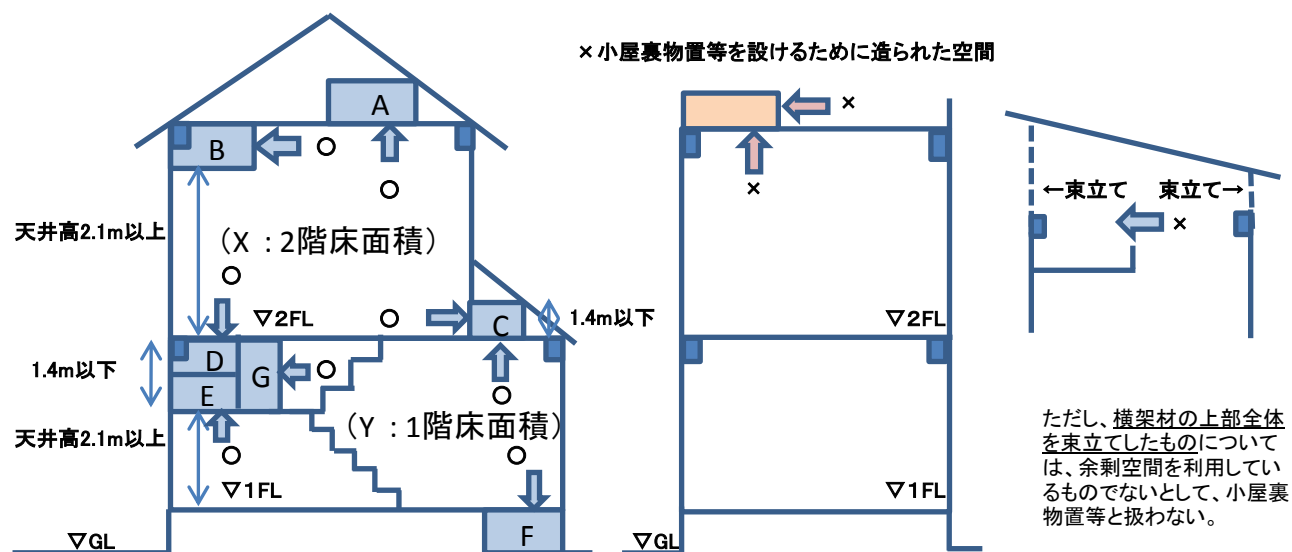 ×小屋裏物置等を設けるために造られた空間
A
×
B
○
←束立て 束立て→
×
○
×
天井高2.1m以上
（X：2階床面積）
○
▽2FL
○
C
1.4m以下
▽2FL
1.4m以下
D
G
○
E
○
（Y：1階床面積）
天井高2.1m以上
○
○
▽1FL
▽1FL
F
▽GL
▽GL
ただし、横架材の上部全体
を束立てしたものについて
は、余剰空間を利用してい
るものでないとして、小屋裏
物置等と扱わない。